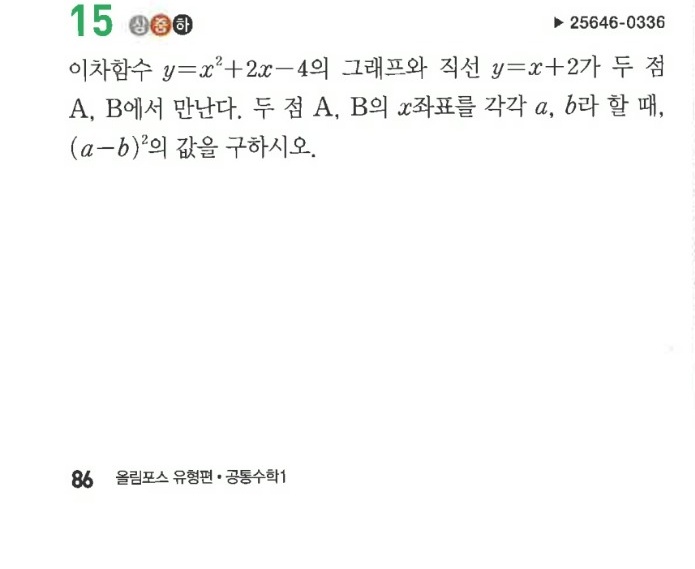 15 상 중 하 ▶ 25646-0336
이차함수 y=x²+2x-4의 그래프와 직선 y=x+2가 두 점
A, B에서 만난다. 두 점 A, B의 x좌표를 각각 a, b라 할 때,
(a-b)²의 값을 구하시오.
86 올림포스 유형편 • 공통수학1